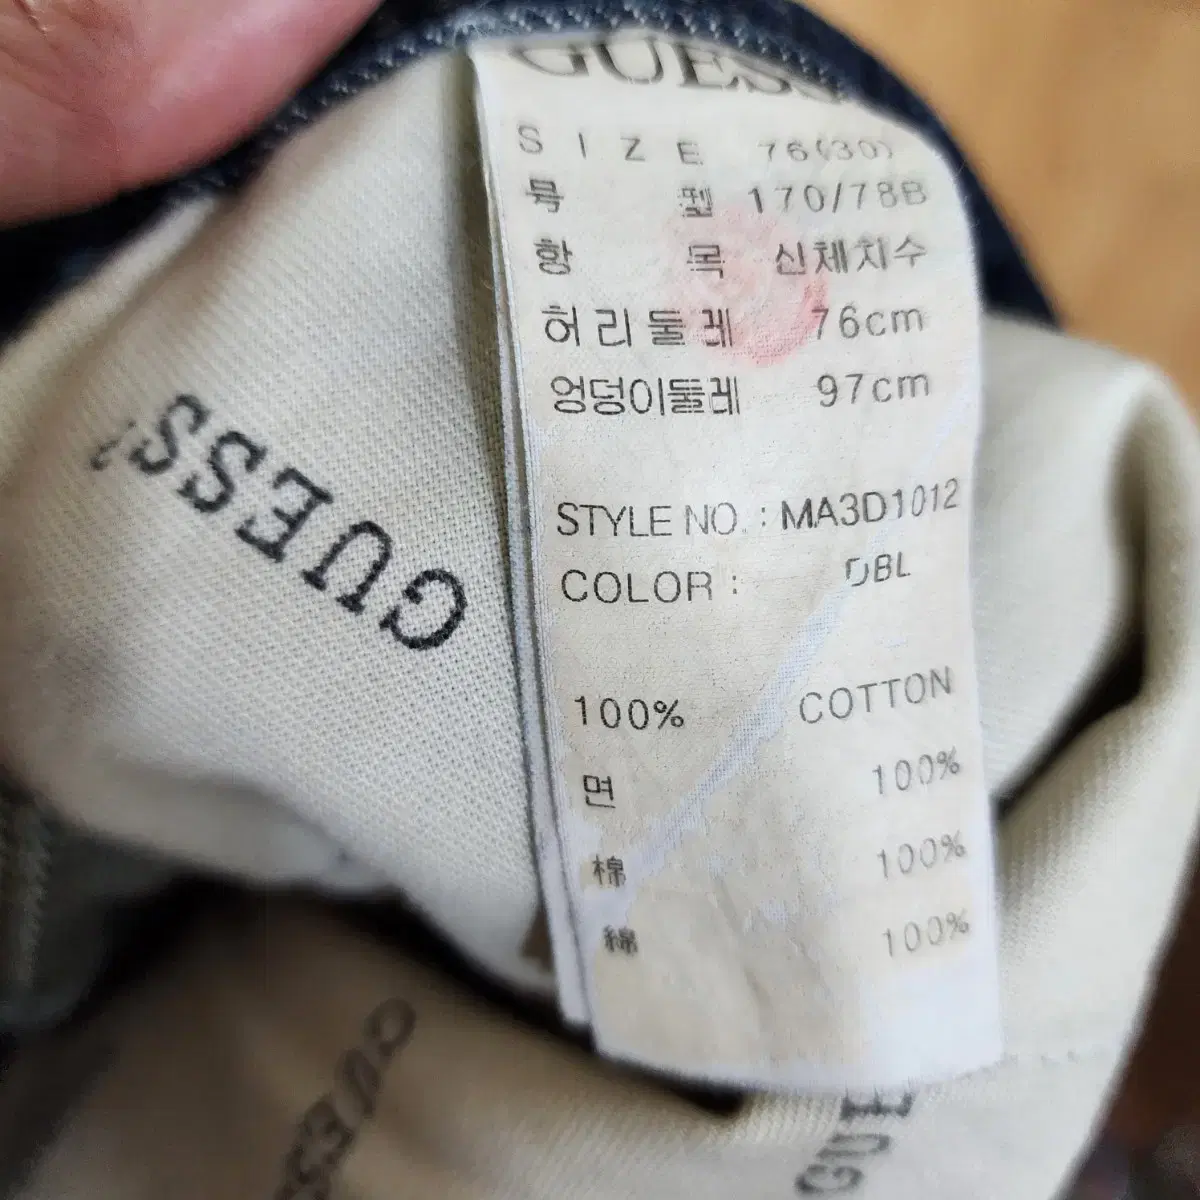 GUESS
SIZE 76(30)
호 칭 170/78B
항 목 신체치수
허리둘레 76cm
엉덩이둘레 97cm
STYLE NO. : MA3D1012
COLOR : DBL
100% COTTON
면 100%
棉 100%
綿 100%
GUESS
GUESS
GUE